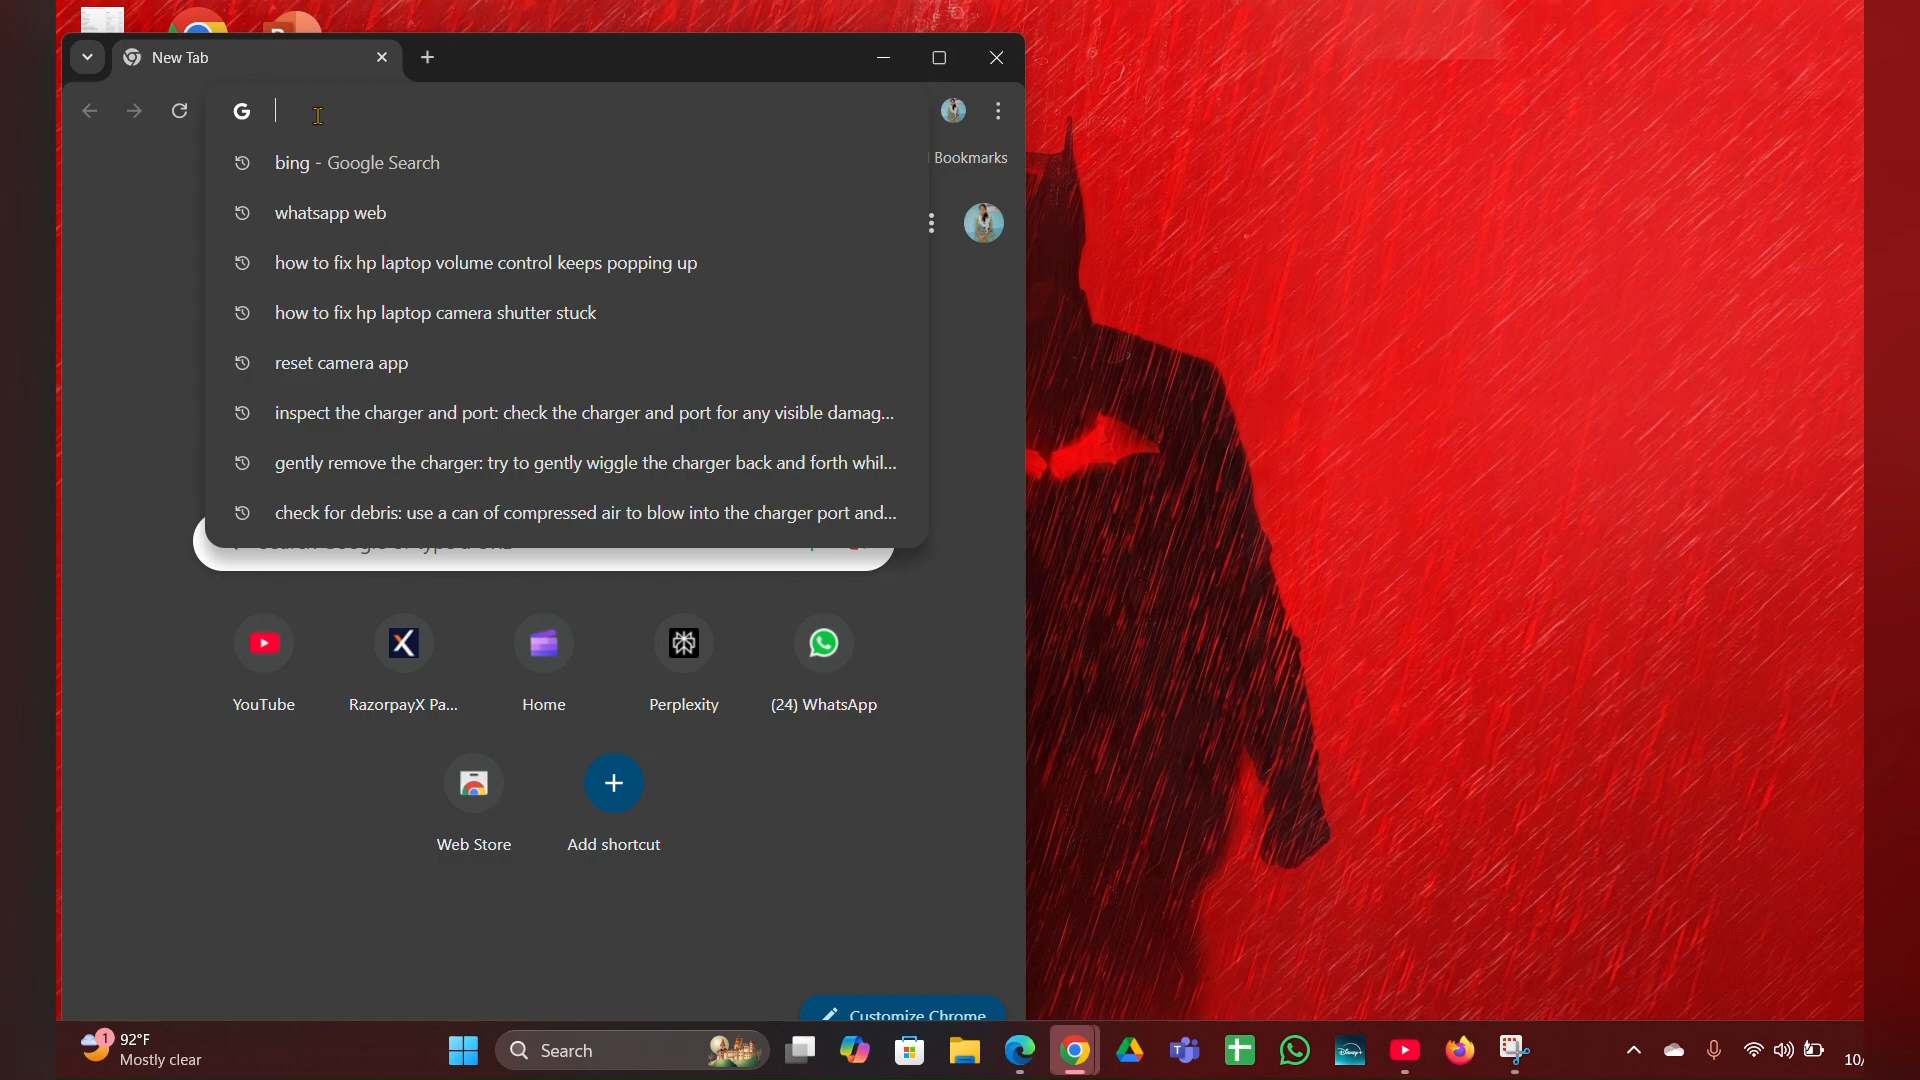 New Tab
G
bing - Google Search
Bookmarks
whatsapp web
how to fix hp laptop volume control keeps popping up
how to fix hp laptop camera shutter stuck
reset camera app
inspect the charger and port: check the charger and port for any visible damag...
gently remove the charger: try to gently wiggle the charger back and forth whil...
check for debris: use a can of compressed air to blow into the charger port and...
YouTube
RazorpayX Pa...
Home
Perplexity
(24) WhatsApp
Web Store
Add shortcut
Customize Chrome
1
92°F
Mostly clear
Search
Disney+
10/